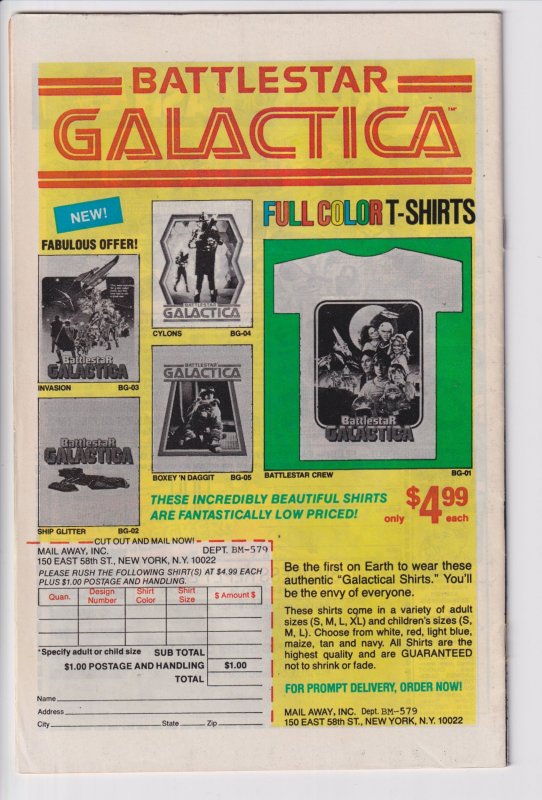 BATTLESTAR
GALACTICA™
NEW!
FULL COLOR T-SHIRTS
FABULOUS OFFER!
BattlestaR
GALACTICA
INVASION BG-03
BATTLESTAR
GALACTICA
CYLONS BG-04
BattlestaR
GALACTICA
SHIP GLITTER BG-02
BATTLESTAR
GALACTICA
BOXEY 'N DAGGIT BG-05
BattlestaR
GALACTICA
BATTLESTAR CREW BG-01
THESE INCREDIBLY BEAUTIFUL SHIRTS
ARE FANTASTICALLY LOW PRICED!
only $4.99 each
CUT OUT AND MAIL NOW!
MAIL AWAY, INC. DEPT. BM-579
150 EAST 58th ST., NEW YORK, N.Y. 10022
PLEASE RUSH THE FOLLOWING SHIRT(S) AT $4.99 EACH
PLUS $1.00 POSTAGE AND HANDLING.
Quan. Design Number Shirt Color Shirt Size $ Amount $
*Specify adult or child size SUB TOTAL
$1.00 POSTAGE AND HANDLING $1.00
TOTAL
Name
Address
City State Zip
Be the first on Earth to wear these
authentic "Galactical Shirts." You'll
be the envy of everyone.
These shirts come in a variety of adult
sizes (S, M, L, XL) and children's sizes (S,
M, L). Choose from white, red, light blue,
maize, tan and navy. All Shirts are the
highest quality and are GUARANTEED
not to shrink or fade.
FOR PROMPT DELIVERY, ORDER NOW!
MAIL AWAY, INC. Dept. BM-579
150 EAST 58th ST., NEW YORK, N.Y. 10022